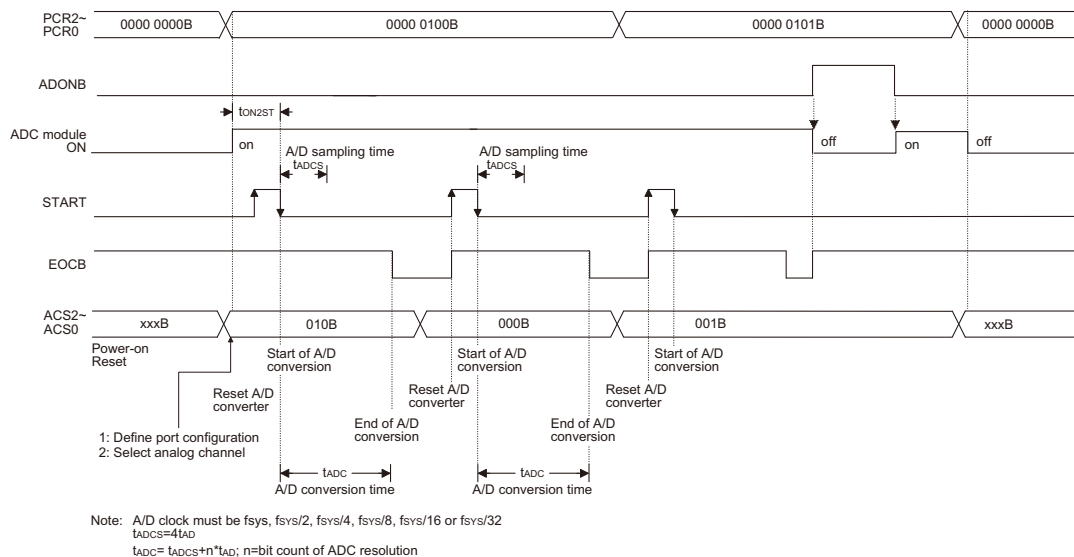 PCR2~
PCR0
0000 0000B
0000 0100B
0000 0101B
0000 0000B
ADONB
tON2ST
ADC module
ON
on
off
on
off
A/D sampling time
tADCS
A/D sampling time
tADCS
START
EOCB
ACS2~
ACS0
xxxB
010B
000B
001B
xxxB
Power-on
Reset
Start of A/D
conversion
Start of A/D
conversion
Start of A/D
conversion
Reset A/D
converter
Reset A/D
converter
Reset A/D
converter
End of A/D
conversion
End of A/D
conversion
1: Define port configuration
2: Select analog channel
tADC
A/D conversion time
tADC
A/D conversion time
Note: A/D clock must be fsys, fSYS/2, fSYS/4, fSYS/8, fSYS/16 or fSYS/32
tADCS=4tAD
tADC= tADCS+n*tAD; n=bit count of ADC resolution